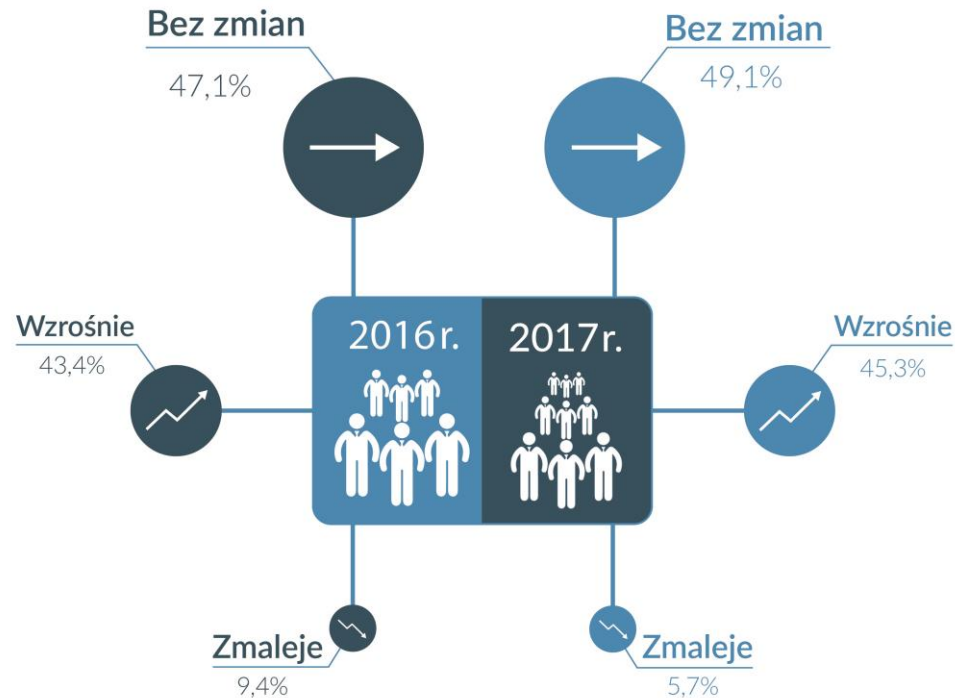 Bez zmian
47,1%
Bez zmian
49,1%
Wzrośnie
43,4%
2016 r.
2017 r.
Wzrośnie
45,3%
Zmaleje
9,4%
Zmaleje
5,7%